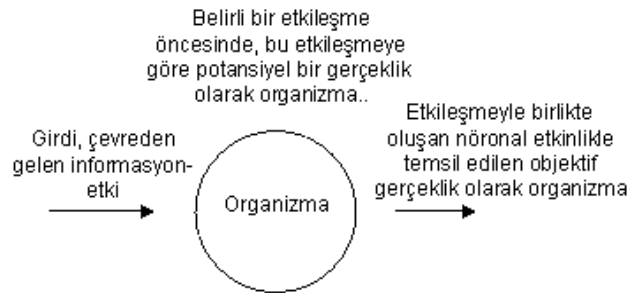 Belirli bir etkileşme
öncesinde, bu etkileşmeye
göre potansiyel bir gerçeklik
olarak organizma..
Girdi, çevreden
gelen informasyon-
etki
Organizma
Etkileşmeyle birlikte
oluşan nöronal etkinlikle
temsil edilen objektif
gerçeklik olarak organizma